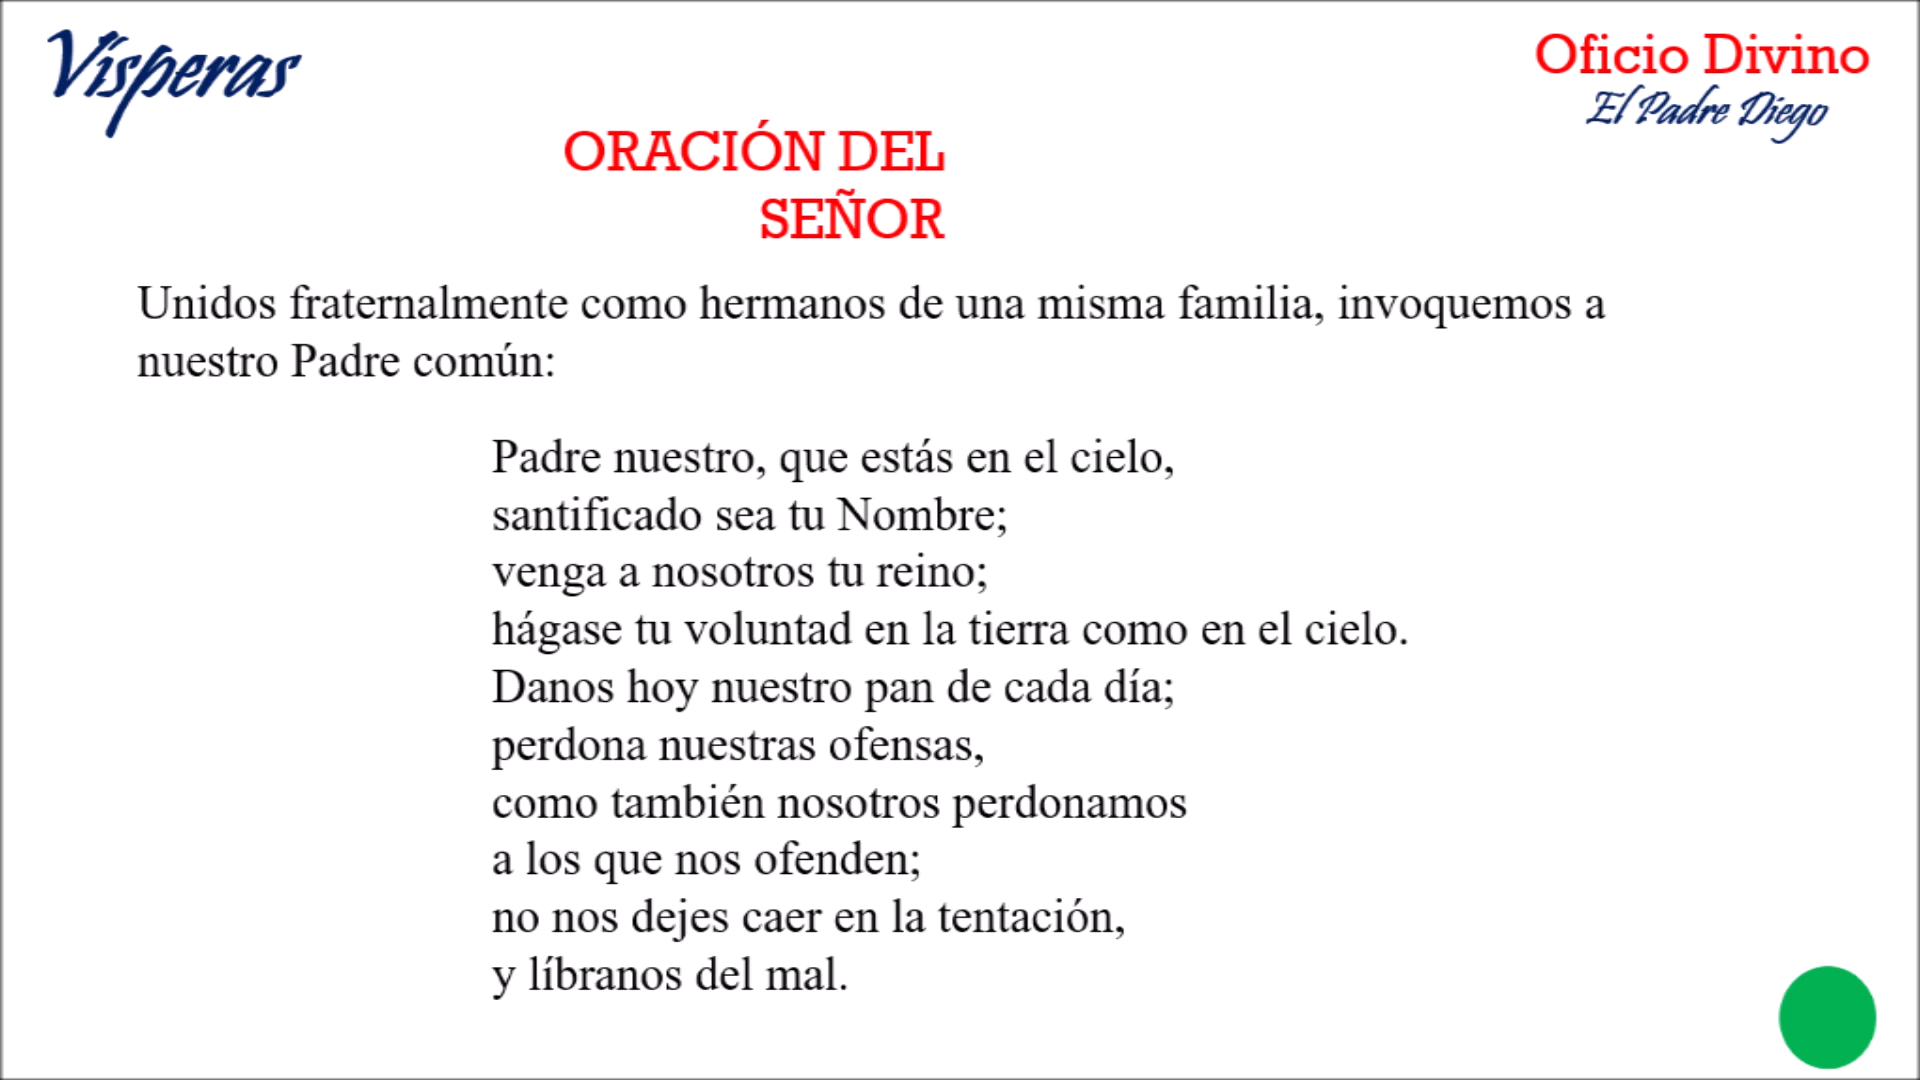 Vísperas
Oficio Divino
El Padre Diego
ORACIÓN DEL
SEÑOR
Unidos fraternalmente como hermanos de una misma familia, invoquemos a
nuestro Padre común:
Padre nuestro, que estás en el cielo,
santificado sea tu Nombre;
venga a nosotros tu reino;
hágase tu voluntad en la tierra como en el cielo.
Danos hoy nuestro pan de cada día;
perdona nuestras ofensas,
como también nosotros perdonamos
a los que nos ofenden;
no nos dejes caer en la tentación,
y líbranos del mal.